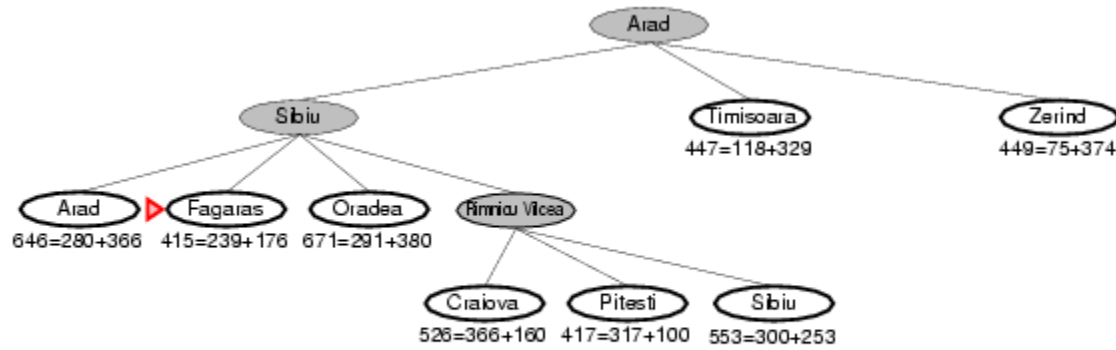 Arad
Sibiu
Timisoara
Zerind
447=118+329
449=75+374
Arad
Fagaras
Oradea
Rimnicu Vilcea
646=280+366
415=239+176
671=291+380
Craiova
Pitesti
Sibiu
526=366+160
417=317+100
553=300+253